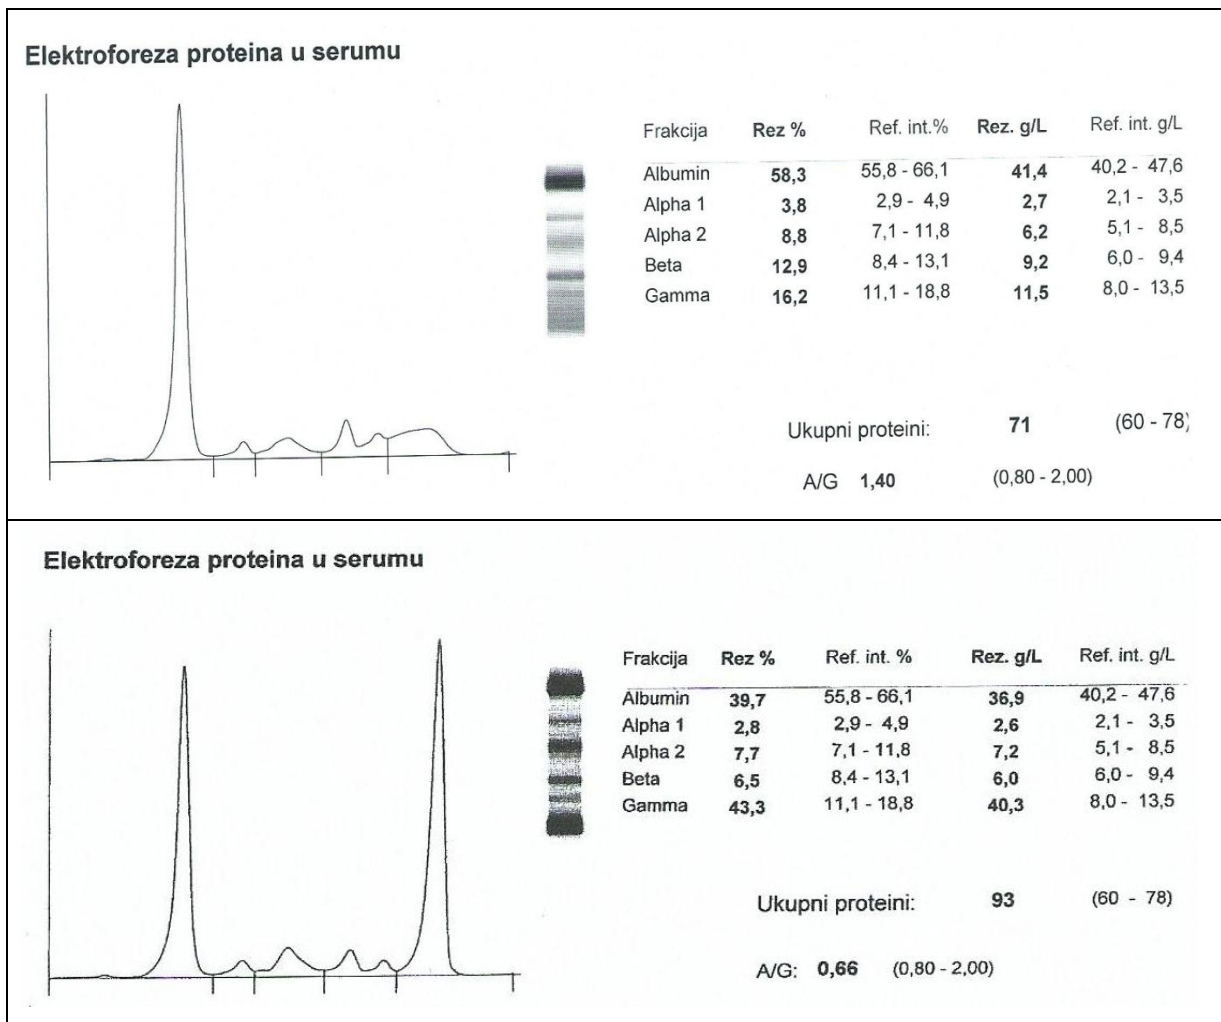 Elektroforeza proteina u serumu
Frakcija Rez % Ref. int.% Rez. g/L Ref. int. g/L
Albumin 58,3 55,8 - 66,1 41,4 40,2 - 47,6
Alpha 1 3,8 2,9 - 4,9 2,7 2,1 - 3,5
Alpha 2 8,8 7,1 - 11,8 6,2 5,1 - 8,5
Beta 12,9 8,4 - 13,1 9,2 6,0 - 9,4
Gamma 16,2 11,1 - 18,8 11,5 8,0 - 13,5
Ukupni proteini: 71 (60 - 78)
A/G 1,40 (0,80 - 2,00)
Elektroforeza proteina u serumu
Frakcija Rez % Ref. int. % Rez. g/L Ref. int. g/L
Albumin 39,7 55,8 - 66,1 36,9 40,2 - 47,6
Alpha 1 2,8 2,9 - 4,9 2,6 2,1 - 3,5
Alpha 2 7,7 7,1 - 11,8 7,2 5,1 - 8,5
Beta 6,5 8,4 - 13,1 6,0 6,0 - 9,4
Gamma 43,3 11,1 - 18,8 40,3 8,0 - 13,5
Ukupni proteini: 93 (60 - 78)
A/G: 0,66 (0,80 - 2,00)